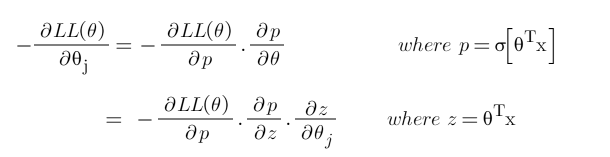 − ∂LL(θ)/∂θj = − ∂LL(θ)/∂p . ∂p/∂θ where p = σ[θᵀx]
= − ∂LL(θ)/∂p . ∂p/∂z . ∂z/∂θj where z = θᵀx